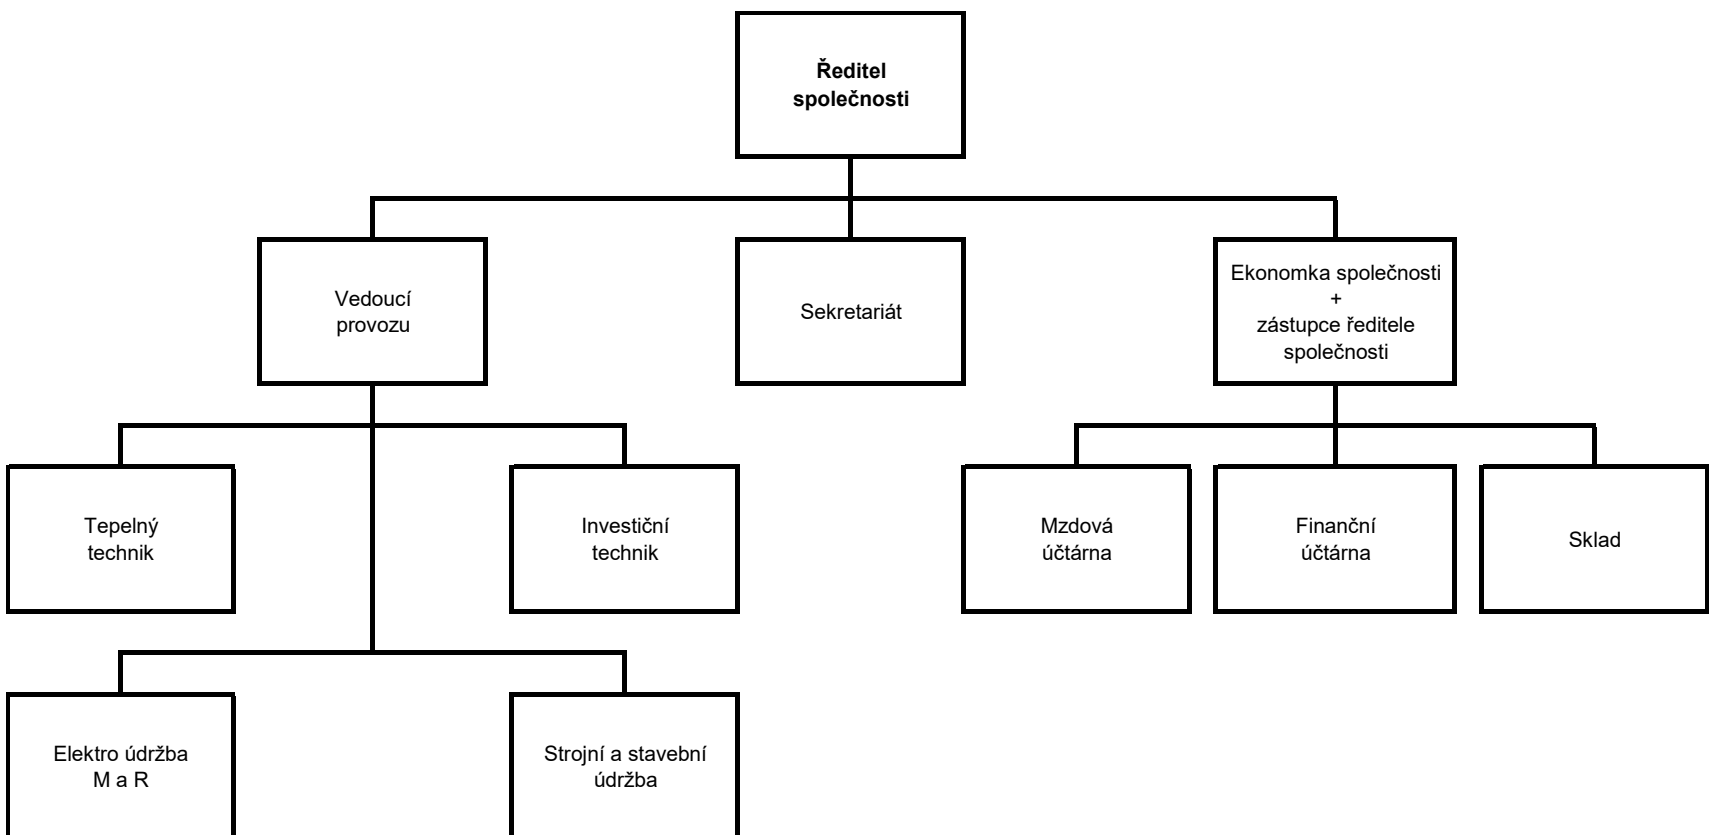 Ředitel
společnosti
Vedoucí
provozu
Sekretariát
Ekonomka společnosti
+
zástupce ředitele
společnosti
Tepelný
technik
Investiční
technik
Mzdová
účtárna
Finanční
účtárna
Sklad
Elektro údržba
M a R
Strojní a stavební
údržba